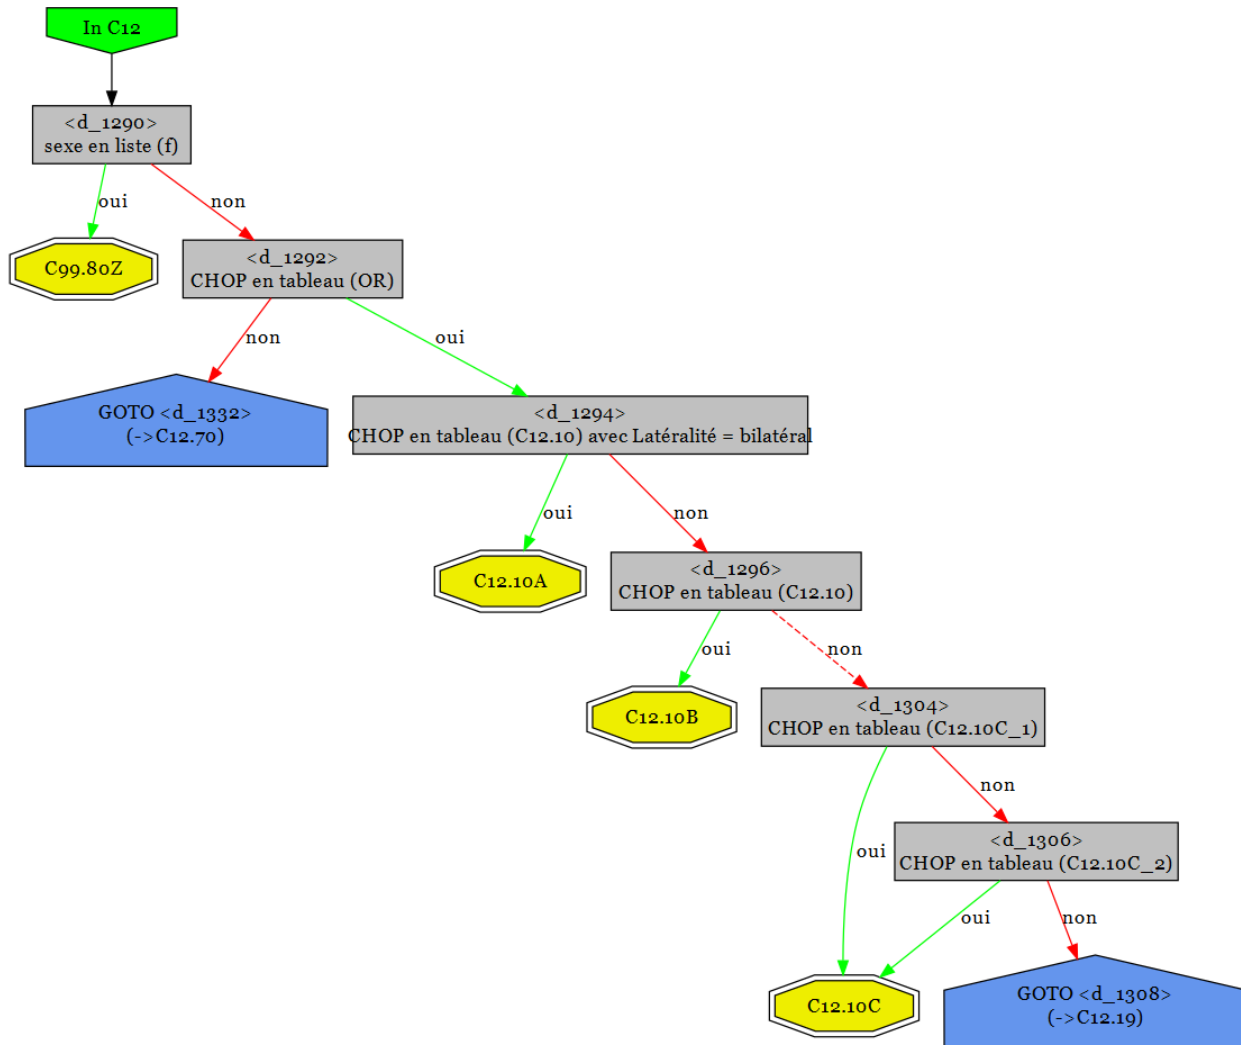 In C12
<d_1290>
sexe en liste (f)
oui
non
C99.80Z
<d_1292>
CHOP en tableau (OR)
non
oui
GOTO <d_1332>
(->C12.70)
<d_1294>
CHOP en tableau (C12.10) avec Latéralité = bilatéral
oui
non
C12.10A
<d_1296>
CHOP en tableau (C12.10)
oui
non
C12.10B
<d_1304>
CHOP en tableau (C12.10C_1)
non
oui
<d_1306>
CHOP en tableau (C12.10C_2)
oui
non
C12.10C
GOTO <d_1308>
(->C12.19)